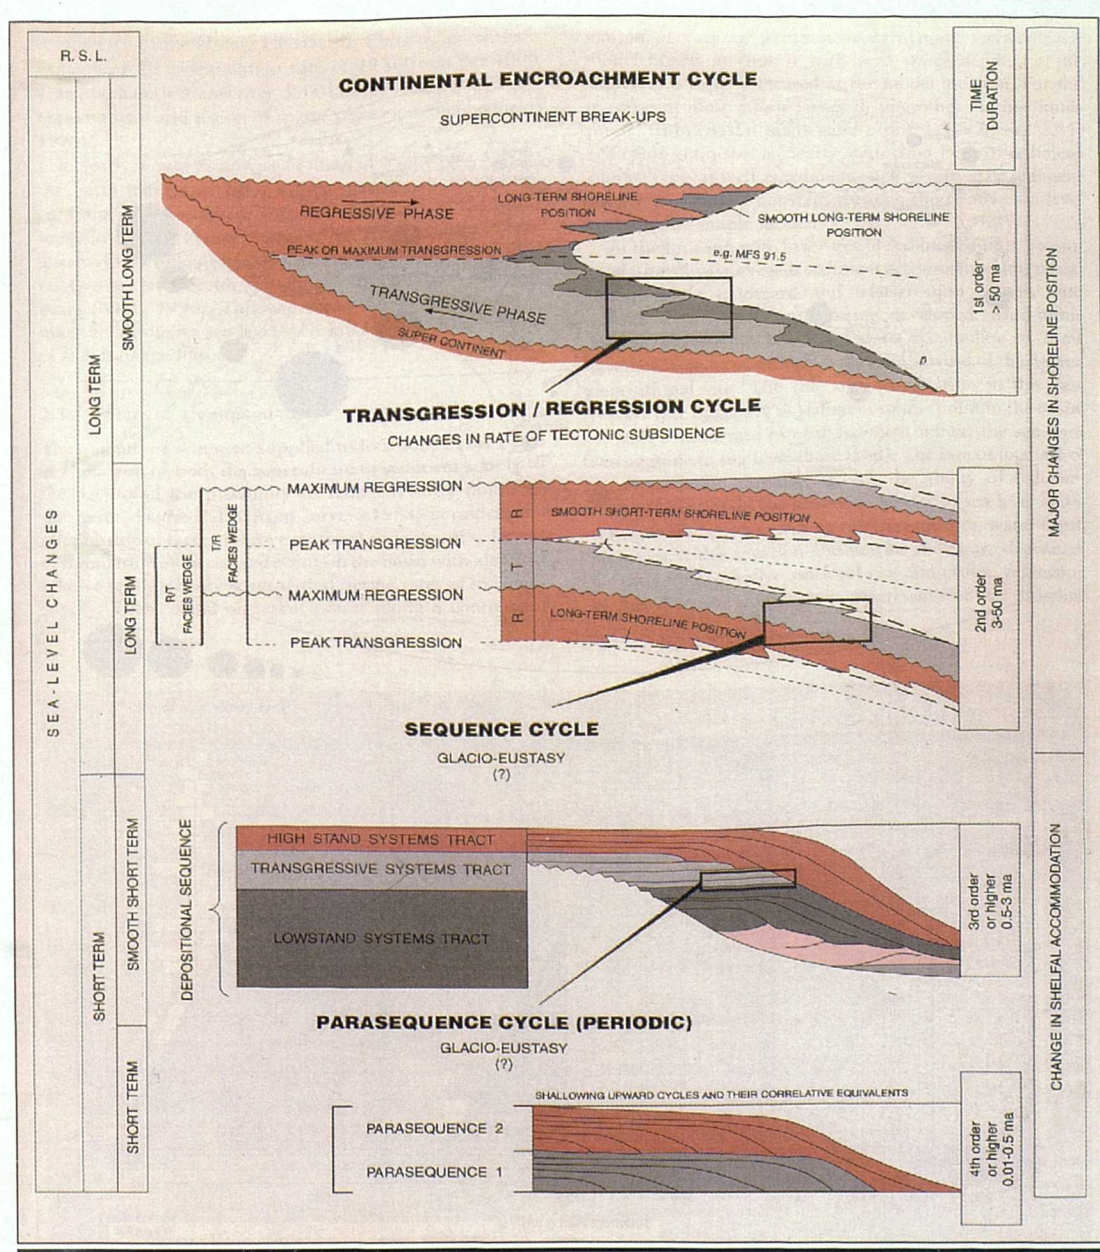 R. S. L.
CONTINENTAL ENCROACHMENT CYCLE
SUPERCONTINENT BREAK-UPS
TIME
DURATION
REGRESSIVE PHASE
LONG-TERM SHORELINE
POSITION
SMOOTH LONG-TERM SHORELINE
POSITION
PEAK OR MAXIMUM TRANSGRESSION
e.g. MFS 91.5
TRANSGRESSIVE PHASE
SUPER CONTINENT
1st order
> 50 ma
SEA-LEVEL CHANGES
LONG TERM
SMOOTH LONG TERM
MAJOR CHANGES IN SHORELINE POSITION
TRANSGRESSION / REGRESSION CYCLE
CHANGES IN RATE OF TECTONIC SUBSIDENCE
LONG TERM
R/T
FACIES WEDGE
T/R
FACIES WEDGE
MAXIMUM REGRESSION
PEAK TRANSGRESSION
MAXIMUM REGRESSION
PEAK TRANSGRESSION
R
T
R
SMOOTH SHORT-TERM SHORELINE POSITION
LONG-TERM SHORELINE POSITION
2nd order
3-50 ma
SEQUENCE CYCLE
GLACIO-EUSTASY
(?)
SHORT TERM
SMOOTH SHORT TERM
DEPOSITIONAL SEQUENCE
HIGH STAND SYSTEMS TRACT
TRANSGRESSIVE SYSTEMS TRACT
LOWSTAND SYSTEMS TRACT
3rd order
or higher
0.5-3 ma
CHANGE IN SHELFAL ACCOMMODATION
PARASEQUENCE CYCLE (PERIODIC)
GLACIO-EUSTASY
(?)
SHORT TERM
SHALLOWING UPWARD CYCLES AND THEIR CORRELATIVE EQUIVALENTS
PARASEQUENCE 2
PARASEQUENCE 1
4th order
or higher
0.01-0.5 ma